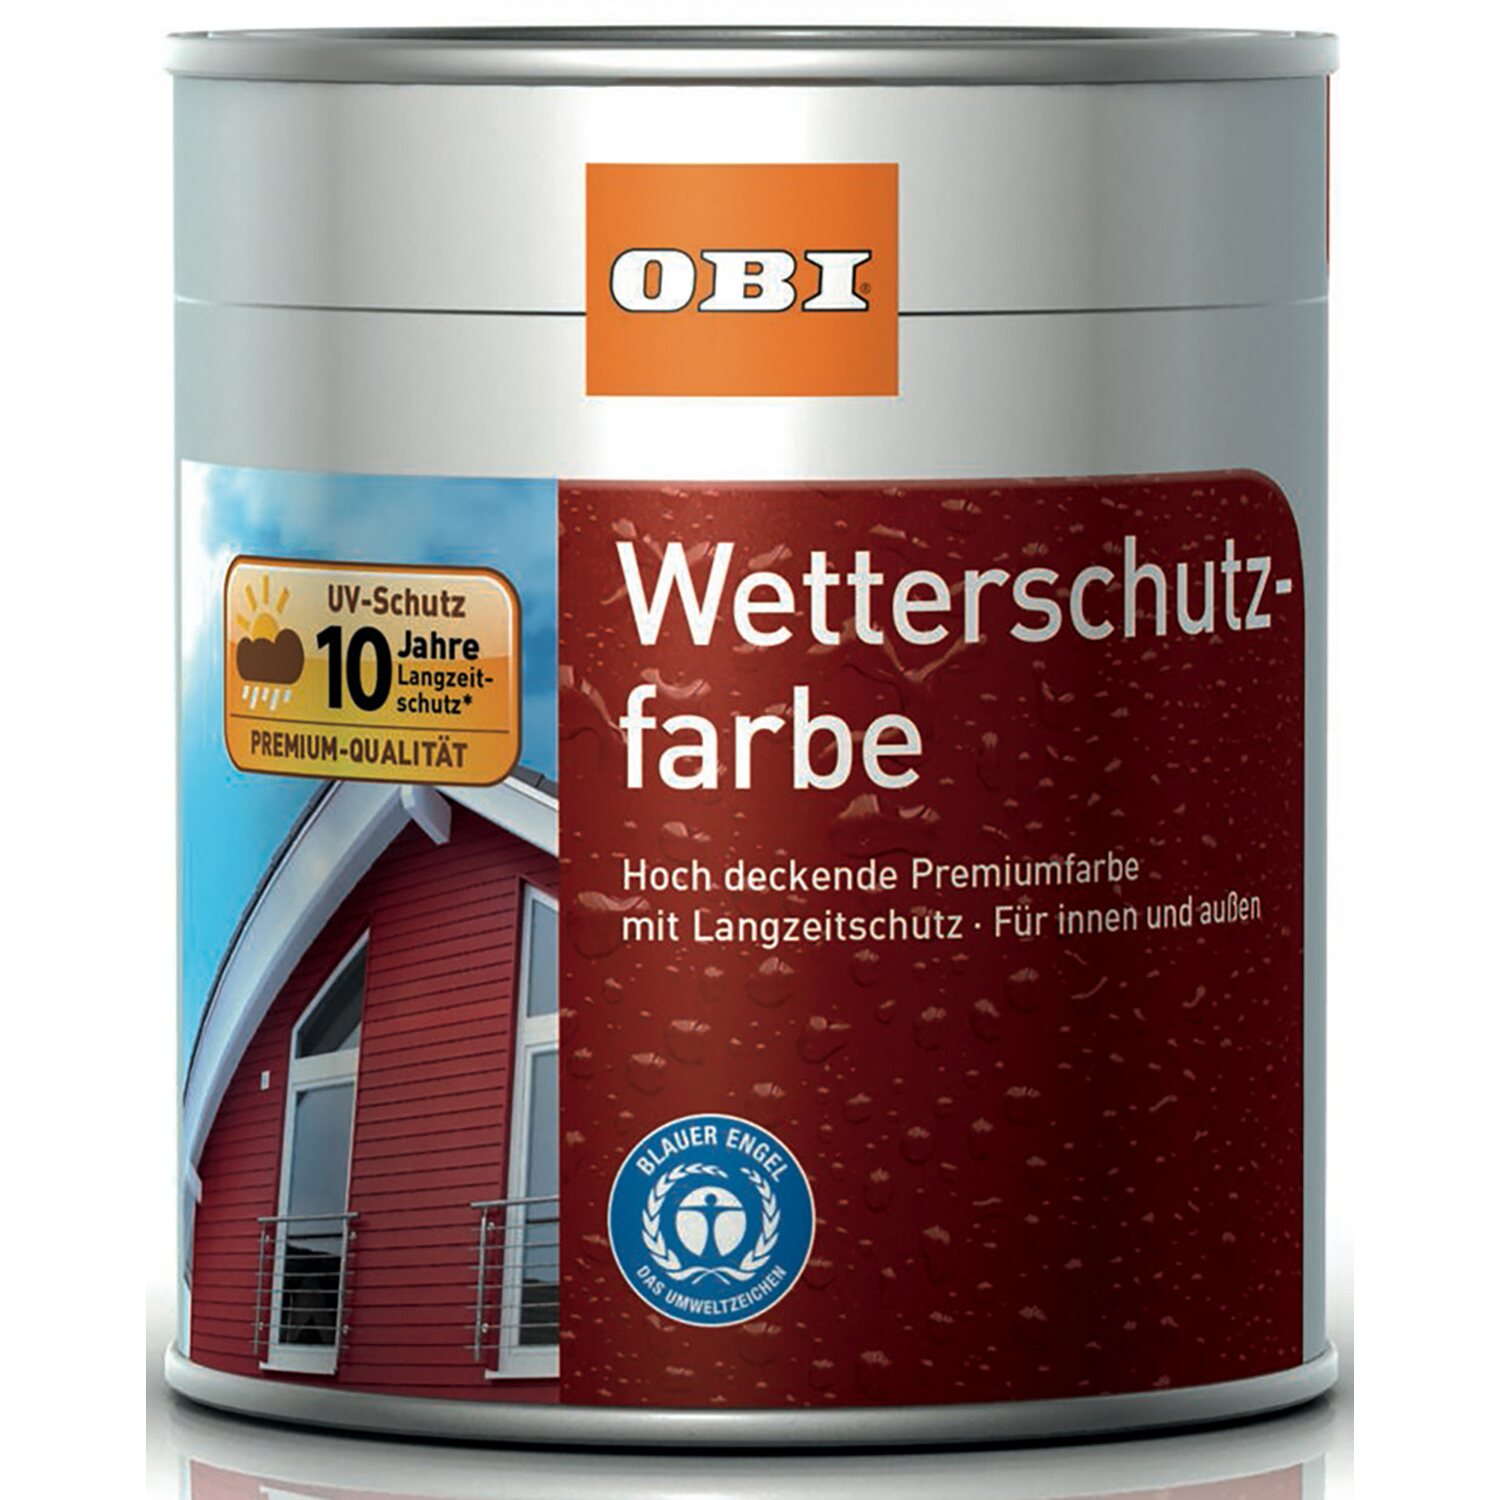 OBI®
UV-Schutz
10 Jahre
Langzeit-
schutz*
PREMIUM-QUALITÄT
Wetterschutz-
farbe
Hoch deckende Premiumfarbe
mit Langzeitschutz · Für innen und außen
BLAUER ENGEL
DAS UMWELTZEICHEN